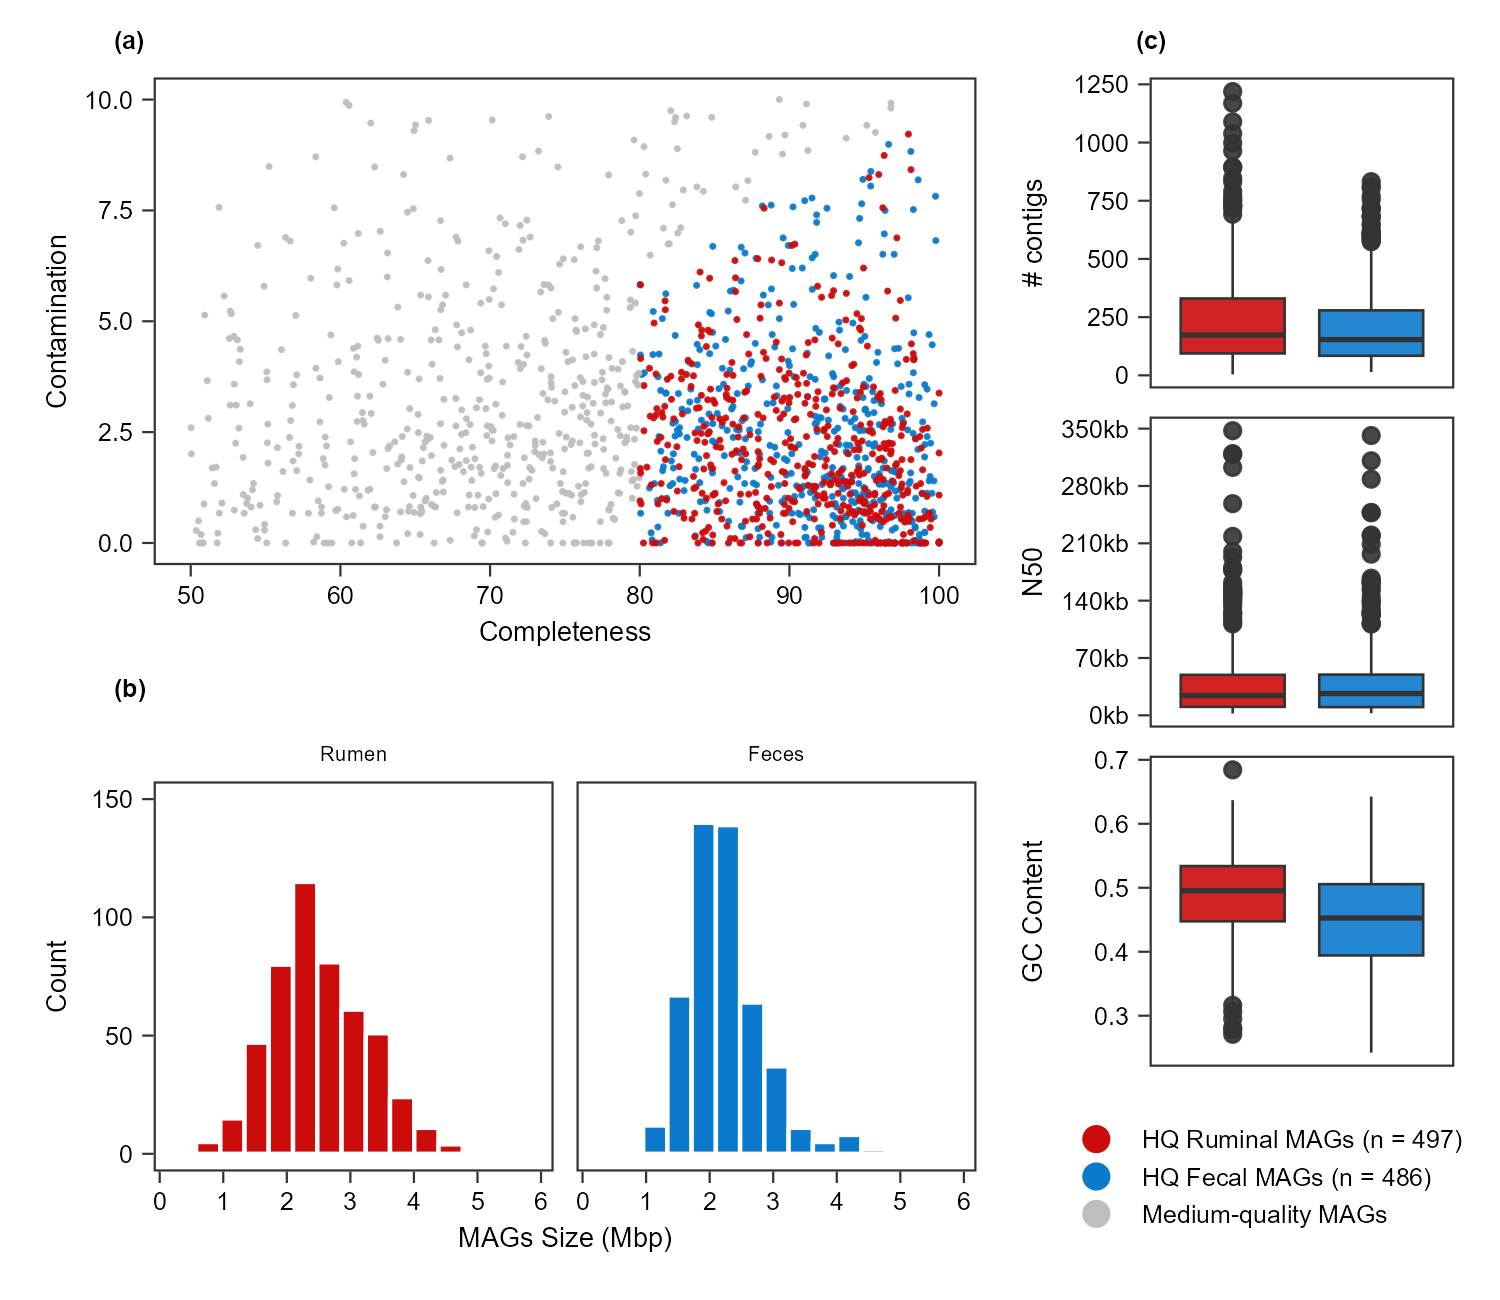 (a)
10.0
7.5
5.0
2.5
0.0
Contamination
50 60 70 80 90 100
Completeness
(b)
Rumen Feces
150
100
50
0
Count
0 1 2 3 4 5 6 0 1 2 3 4 5 6
MAGs Size (Mbp)
(c)
1250
1000
750
500
250
0
# contigs
350kb
280kb
210kb
140kb
70kb
0kb
N50
0.7
0.6
0.5
0.4
0.3
GC Content
HQ Ruminal MAGs (n = 497)
HQ Fecal MAGs (n = 486)
Medium-quality MAGs